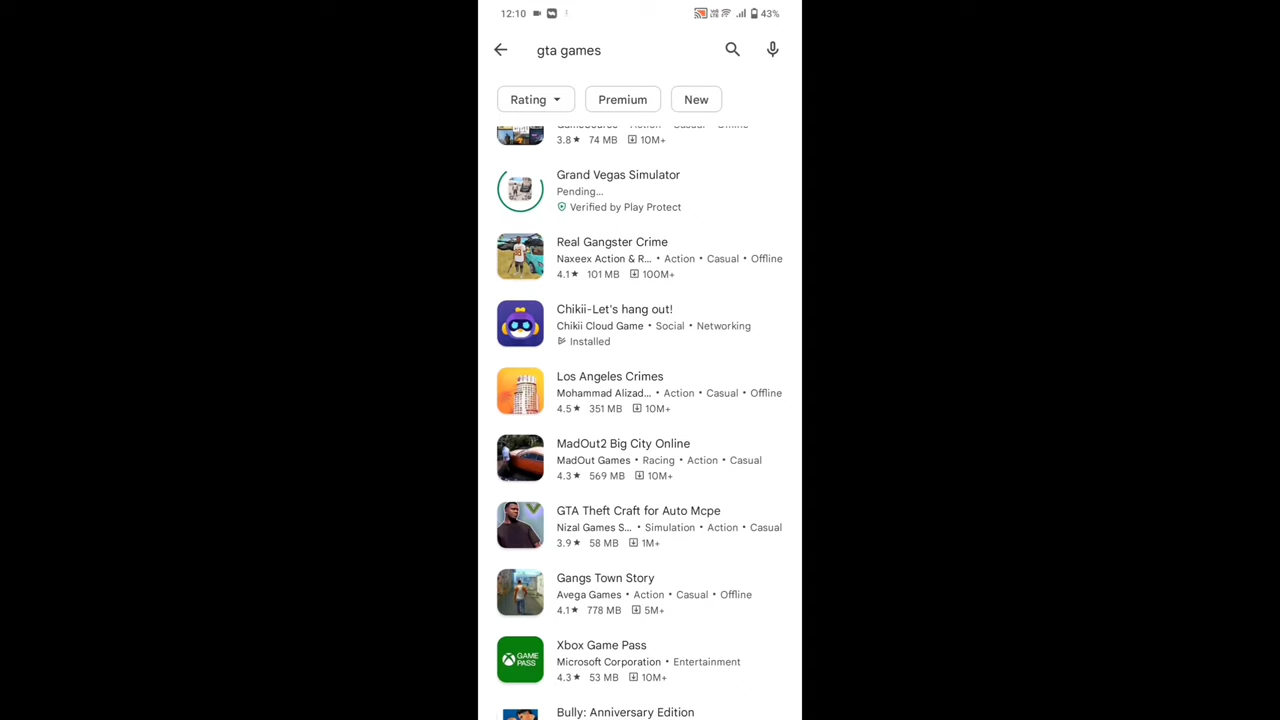 12:10 43%
gta games
Rating Premium New
3.8★ 74 MB 10M+
Grand Vegas Simulator
Pending...
Verified by Play Protect
Real Gangster Crime
Naxeex Action & R... • Action • Casual • Offline
4.1★ 101 MB 100M+
Chikii-Let's hang out!
Chikii Cloud Game • Social • Networking
Installed
Los Angeles Crimes
Mohammad Alizad... • Action • Casual • Offline
4.5★ 351 MB 10M+
MadOut2 Big City Online
MadOut Games • Racing • Action • Casual
4.3★ 569 MB 10M+
GTA Theft Craft for Auto Mcpe
Nizal Games S... • Simulation • Action • Casual
3.9★ 58 MB 1M+
Gangs Town Story
Avega Games • Action • Casual • Offline
4.1★ 778 MB 5M+
GAME PASS
Xbox Game Pass
Microsoft Corporation • Entertainment
4.3★ 53 MB 10M+
Bully: Anniversary Edition